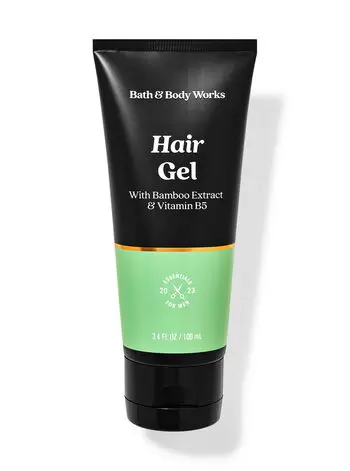 Bath & Body Works
Hair
Gel
With Bamboo Extract
& Vitamin B5
ESSENTIALS
20 23
FOR MEN
3.4 FL OZ / 100 mL